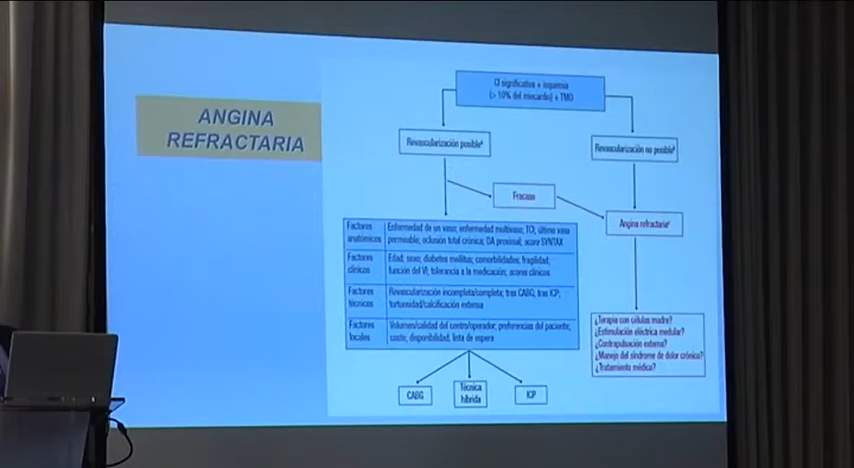 ANGINA
REFRACTARIA
CI significativa + isquemia
(> 10% del miocardio) + TMO
Revascularización posibleª
Revascularización no posibleᵇ
Fracaso
Angina refractariaᶜ
Factores
anatómicos
Enfermedad de un vaso; enfermedad multivaso; TCI; último vaso
permeable; oclusión total crónica; DA proximal; score SYNTAX
Factores
clínicos
Edad; sexo; diabetes mellitus; comorbilidades; fragilidad;
función del VI; tolerancia a la medicación; scores clínicos
Factores
técnicos
Revascularización incompleta/completa; tras CABG; tras ICP;
tortuosidad/calcificación extensa
Factores
locales
Volumen/calidad del centro/operador; preferencias del paciente;
coste; disponibilidad; lista de espera
CABG
Técnica
híbrida
ICP
¿Terapia con células madre?
¿Estimulación eléctrica medular?
¿Contrapulsación externa?
¿Manejo del síndrome de dolor crónico?
¿Tratamiento médico?